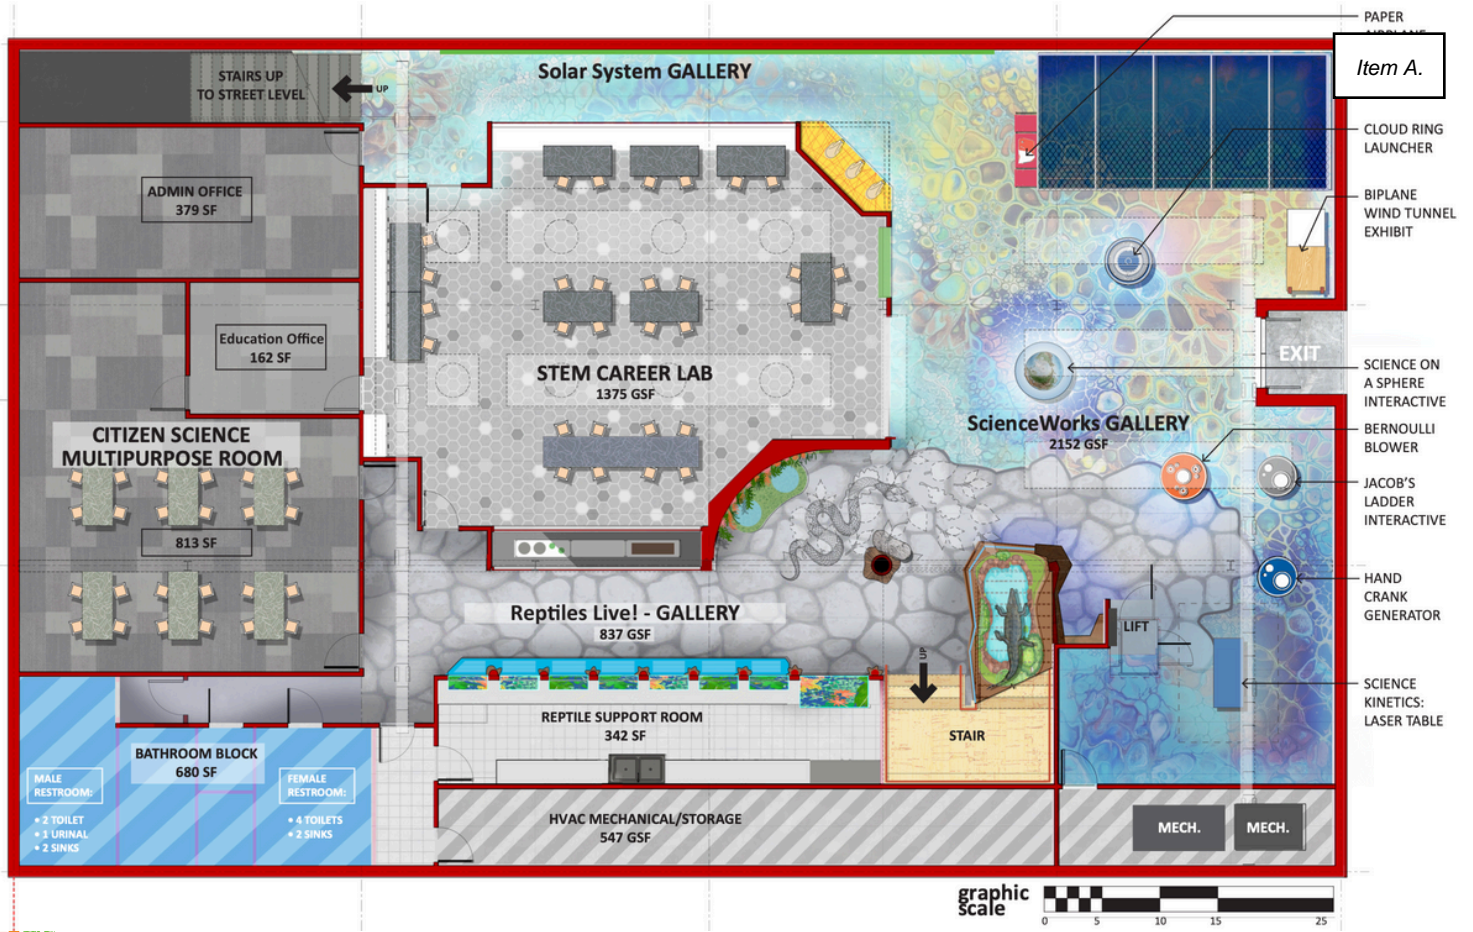 PAPER
Item A.
STAIRS UP
TO STREET LEVEL
UP
Solar System GALLERY
CLOUD RING
LAUNCHER
ADMIN OFFICE
379 SF
BIPLANE
WIND TUNNEL
EXHIBIT
Education Office
162 SF
EXIT
STEM CAREER LAB
1375 GSF
SCIENCE ON
A SPHERE
INTERACTIVE
ScienceWorks GALLERY
2152 GSF
CITIZEN SCIENCE
MULTIPURPOSE ROOM
813 SF
BERNOULLI
BLOWER
JACOB'S
LADDER
INTERACTIVE
HAND
CRANK
GENERATOR
Reptiles Live! - GALLERY
837 GSF
LIFT
UP
SCIENCE
KINETICS:
LASER TABLE
REPTILE SUPPORT ROOM
342 SF
STAIR
BATHROOM BLOCK
680 SF
MALE
RESTROOM:
• 2 TOILET
• 1 URINAL
• 2 SINKS
FEMALE
RESTROOM:
• 4 TOILETS
• 2 SINKS
HVAC MECHANICAL/STORAGE
547 GSF
MECH.
MECH.
graphic
scale
0 5 10 15 25